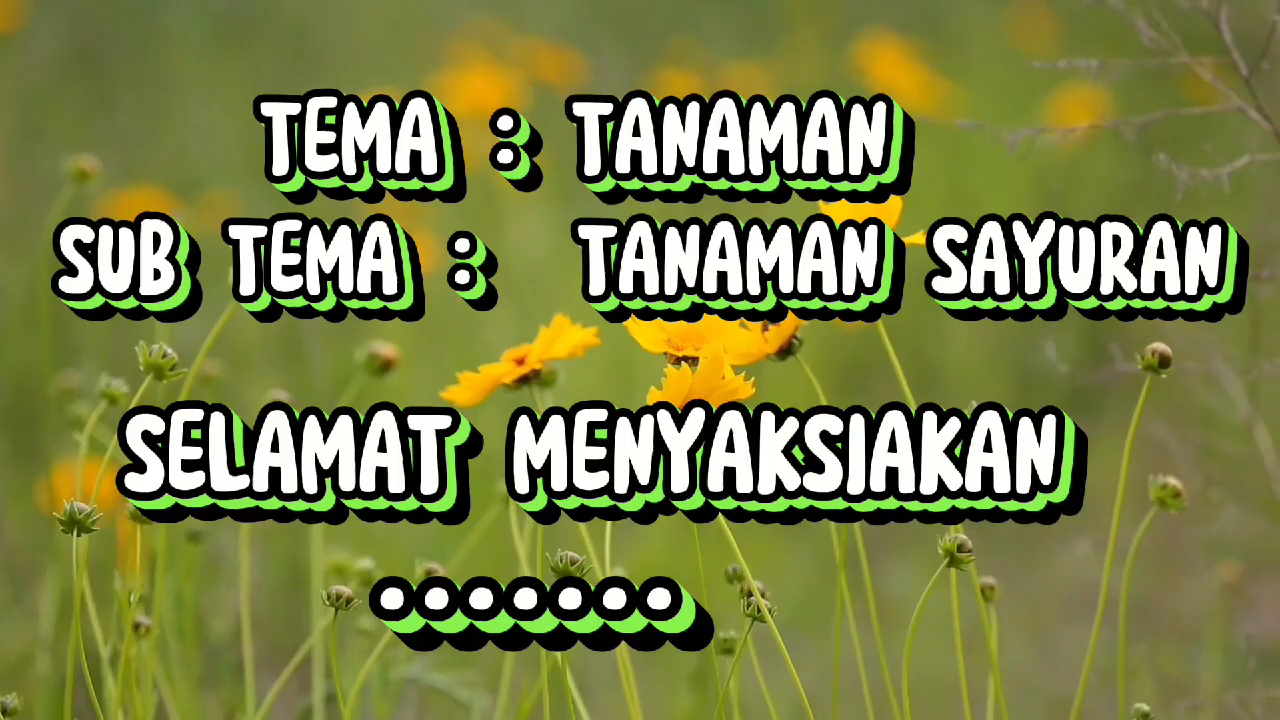 TEMA : TANAMAN
SUB TEMA : TANAMAN SAYURAN
SELAMAT MENYAKSIAKAN
.......